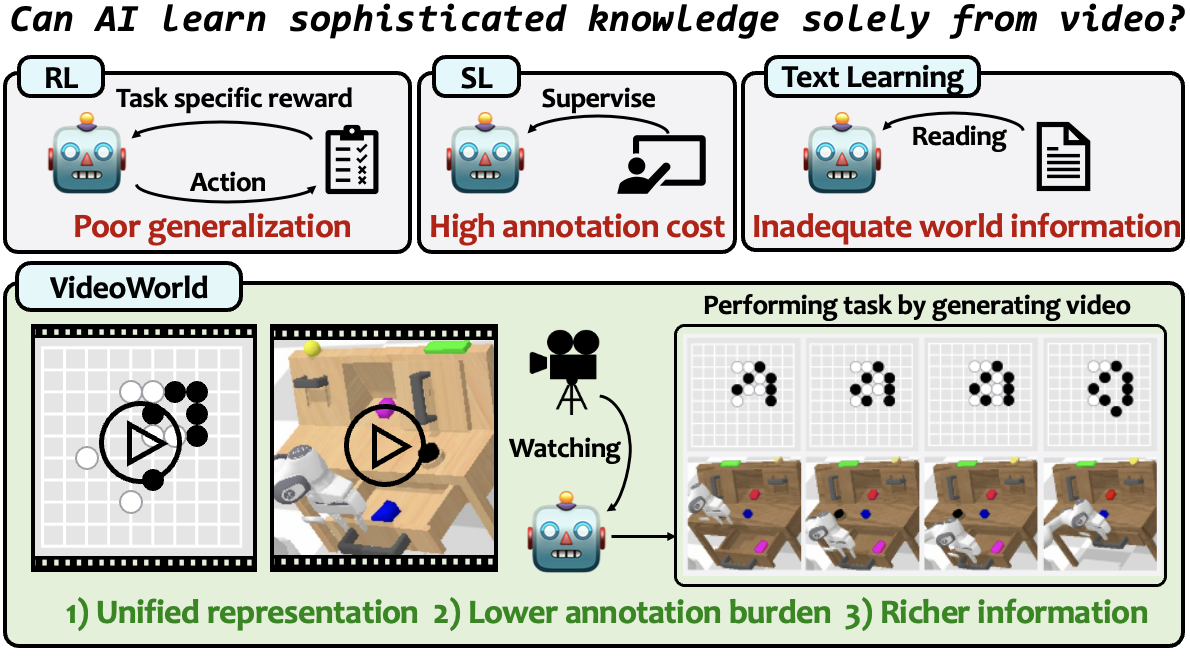 Can AI learn sophisticated knowledge solely from video?
RL
Task specific reward
Action
Poor generalization
SL
Supervise
High annotation cost
Text Learning
Reading
Inadequate world information
VideoWorld
Watching
Performing task by generating video
1) Unified representation 2) Lower annotation burden 3) Richer information